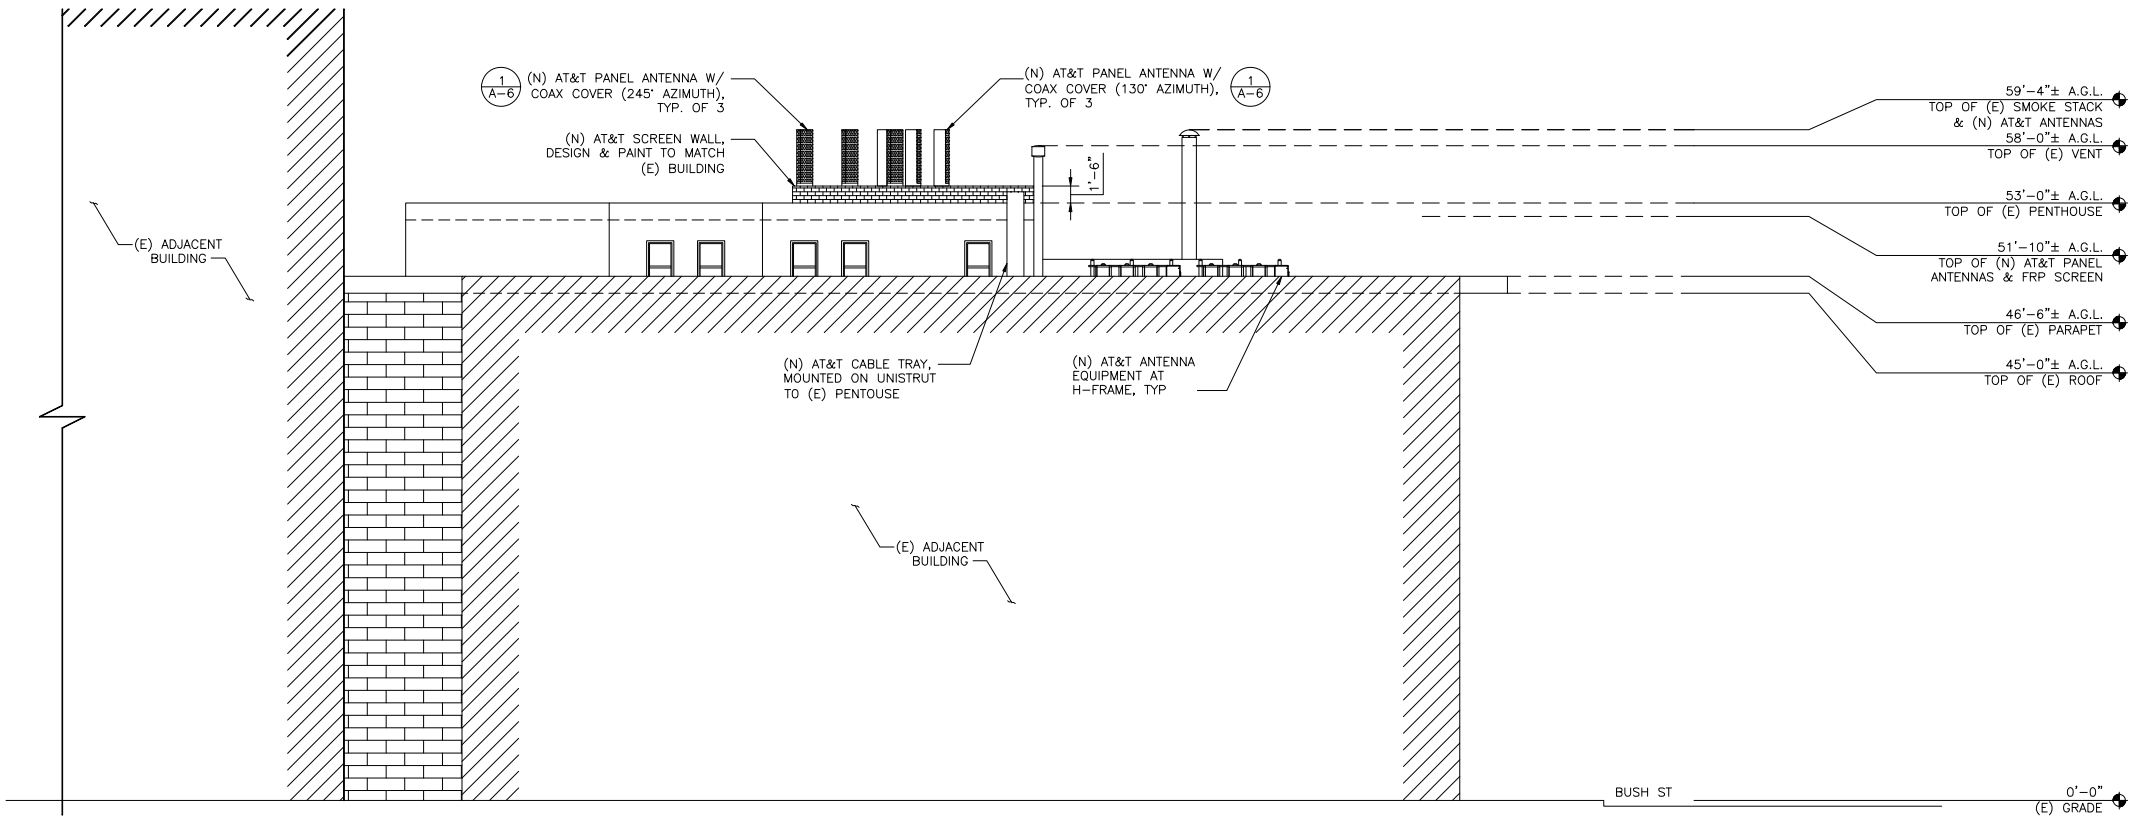 1
A-6
(N) AT&T PANEL ANTENNA W/
COAX COVER (245° AZIMUTH),
TYP. OF 3
(N) AT&T PANEL ANTENNA W/
COAX COVER (130° AZIMUTH),
TYP. OF 3
1
A-6
(N) AT&T SCREEN WALL,
DESIGN & PAINT TO MATCH
(E) BUILDING
1'-6"
59'-4"± A.G.L.
TOP OF (E) SMOKE STACK
& (N) AT&T ANTENNAS
58'-0"± A.G.L.
TOP OF (E) VENT
53'-0"± A.G.L.
TOP OF (E) PENTHOUSE
51'-10"± A.G.L.
TOP OF (N) AT&T PANEL
ANTENNAS & FRP SCREEN
46'-6"± A.G.L.
TOP OF (E) PARAPET
45'-0"± A.G.L.
TOP OF (E) ROOF
(E) ADJACENT
BUILDING
(N) AT&T CABLE TRAY,
MOUNTED ON UNISTRUT
TO (E) PENTOUSE
(N) AT&T ANTENNA
EQUIPMENT AT
H-FRAME, TYP
(E) ADJACENT
BUILDING
BUSH ST
0'-0"
(E) GRADE